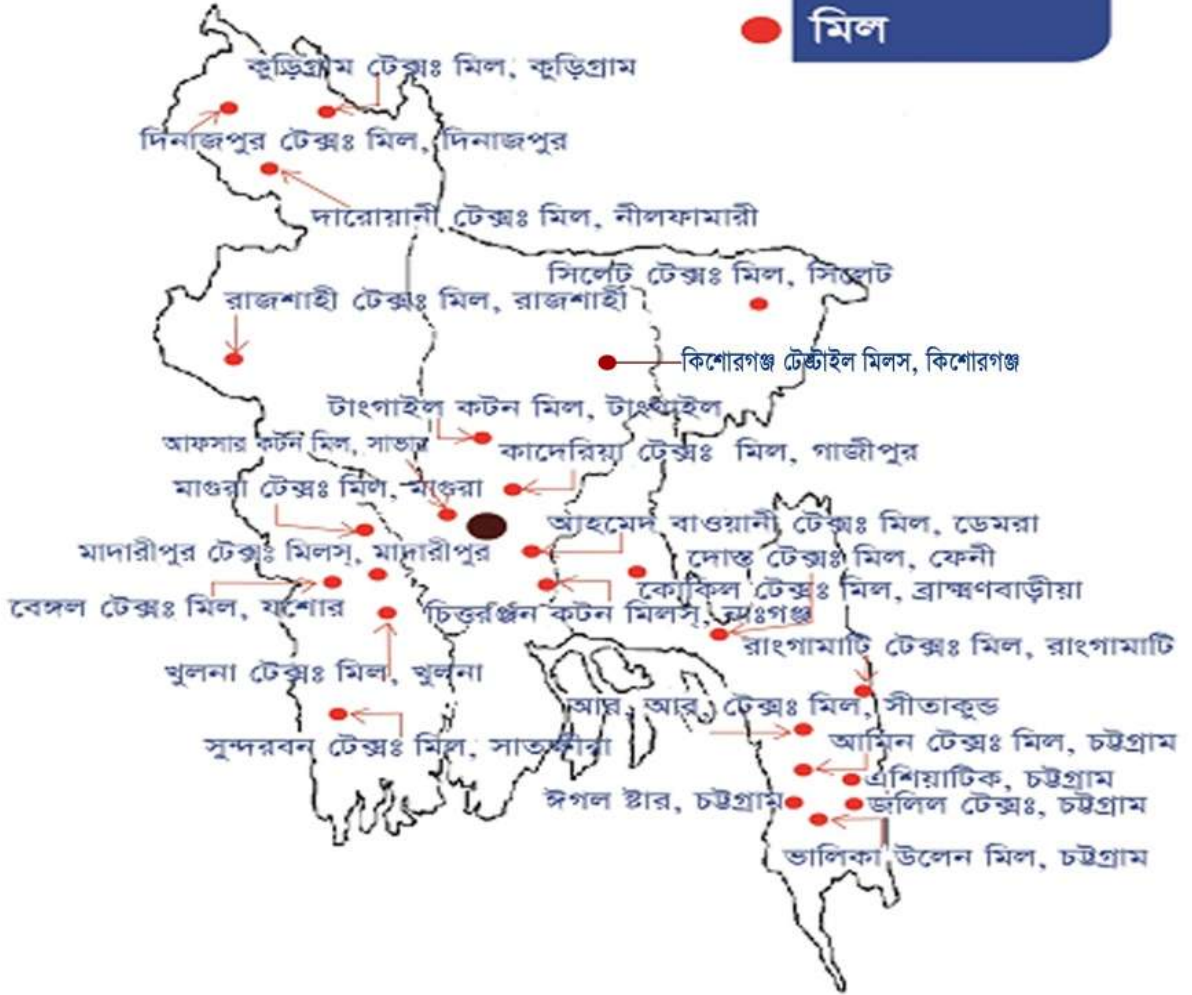 মিল
কুড়িগ্রাম টেক্সঃ মিল, কুড়িগ্রাম
দিনাজপুর টেক্সঃ মিল, দিনাজপুর
দারোয়ানী টেক্সঃ মিল, নীলফামারী
সিলেট টেক্সঃ মিল, সিলেট
রাজশাহী টেক্সঃ মিল, রাজশাহী
কিশোরগঞ্জ টেক্টাইল মিলস, কিশোরগঞ্জ
টাংগাইল কটন মিল, টাংগাইল
আফসার কটন মিল, সাভার
কাদেরিয়া টেক্সঃ মিল, গাজীপুর
মাগুরা টেক্সঃ মিল, মাগুরা
আহমেদ বাওয়ানী টেক্সঃ মিল, ডেমরা
মাদারীপুর টেক্সঃ মিলস্, মাদারীপুর
দোস্ত টেক্সঃ মিল, ফেনী
কোকিল টেক্সঃ মিল, ব্রাহ্মণবাড়ীয়া
বেঙ্গল টেক্সঃ মিল, যশোর
চিত্তরঞ্জন কটন মিলস্, নাঃগঞ্জ
রাংগামাটি টেক্সঃ মিল, রাংগামাটি
খুলনা টেক্সঃ মিল, খুলনা
আর, আর, টেক্সঃ মিল, সীতাকুন্ড
সুন্দরবন টেক্সঃ মিল, সাতক্ষীরা
আমিন টেক্সঃ মিল, চট্টগ্রাম
এশিয়াটিক, চট্টগ্রাম
ঈগল ষ্টার, চট্টগ্রাম
জলিল টেক্সঃ, চট্টগ্রাম
ভালিকা উলেন মিল, চট্টগ্রাম